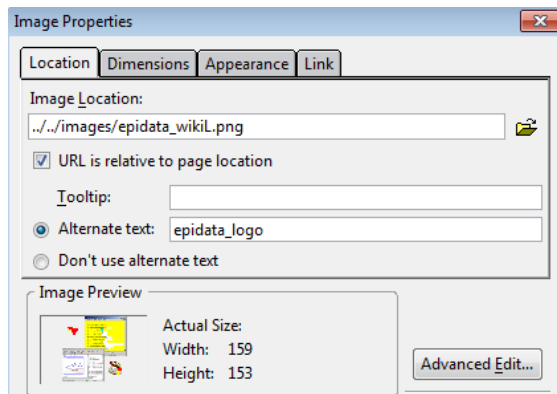 Image Properties
Location Dimensions Appearance Link
Image Location:
../../images/epidata_wikiL.png
URL is relative to page location
Tooltip:
Alternate text: epidata_logo
Don't use alternate text
Image Preview
Actual Size:
Width: 159
Height: 153
Advanced Edit...